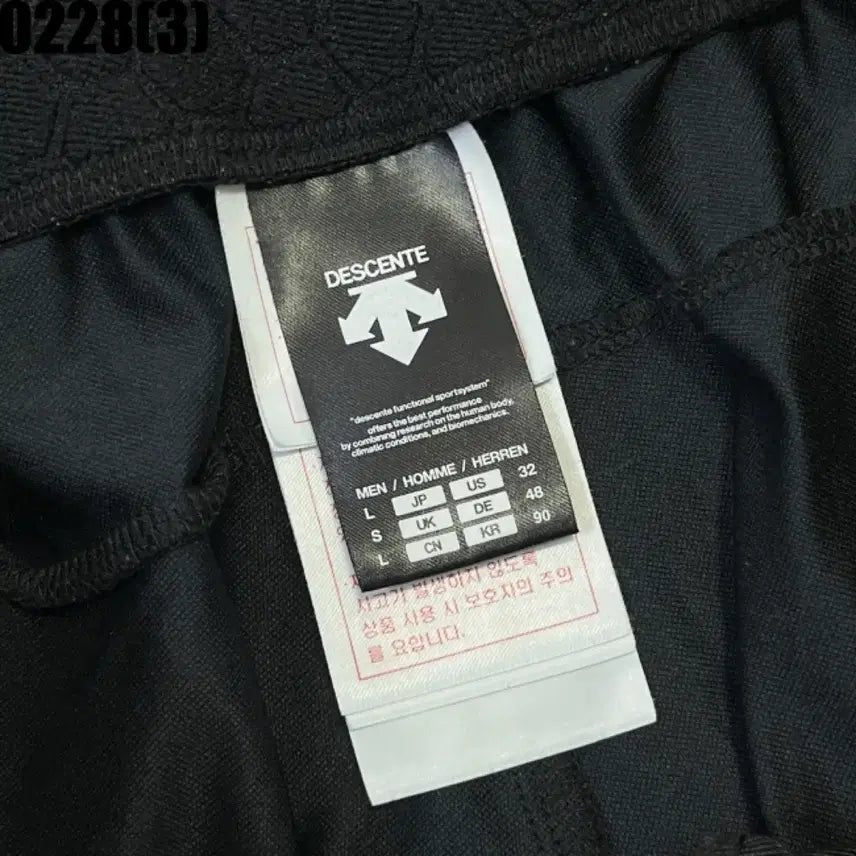 0228(3)
DESCENTE
"descente functional sportsystem"
offers the best performance
by combining research on the human body,
climatic conditions, and biomechanics.
MEN / HOMME / HERREN
L JP US 32
S UK DE 48
L CN KR 90
사고가 발생하지 않도록
상품 사용 시 보호자의 주의
를 요합니다.